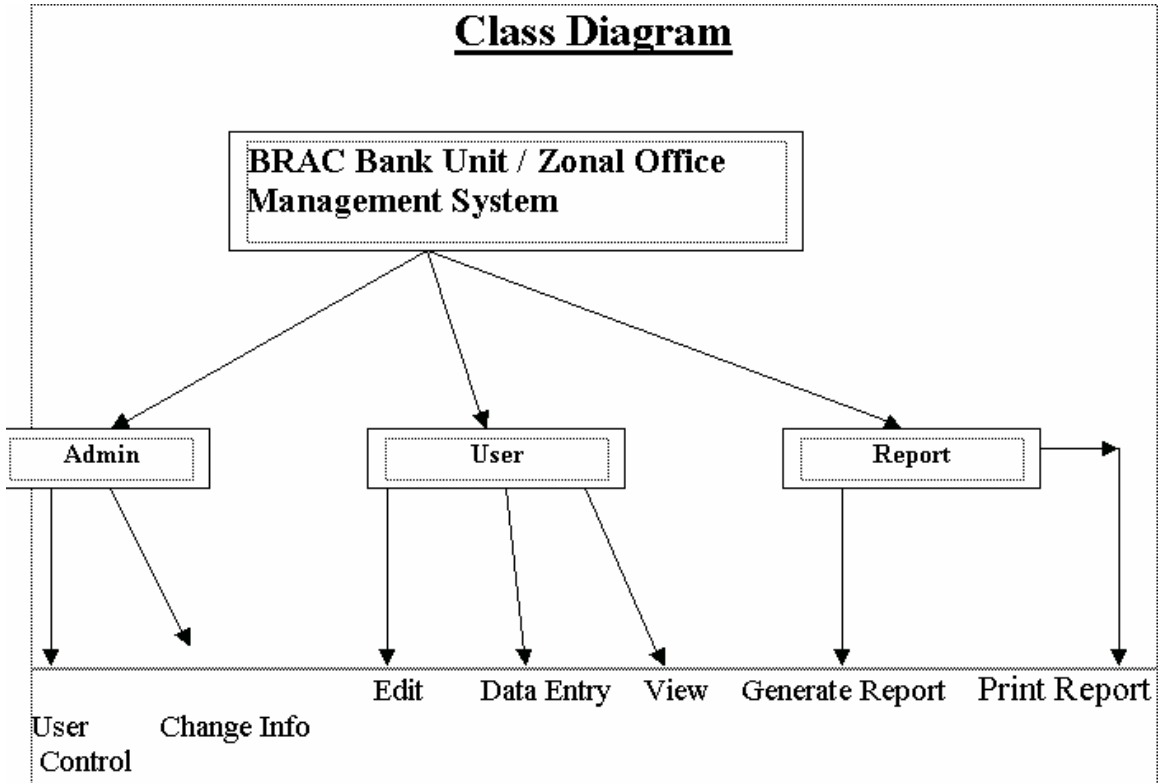 Class Diagram
BRAC Bank Unit / Zonal Office
Management System
Admin
User
Report
Edit
Data Entry
View
Generate Report
Print Report
User
Control
Change Info